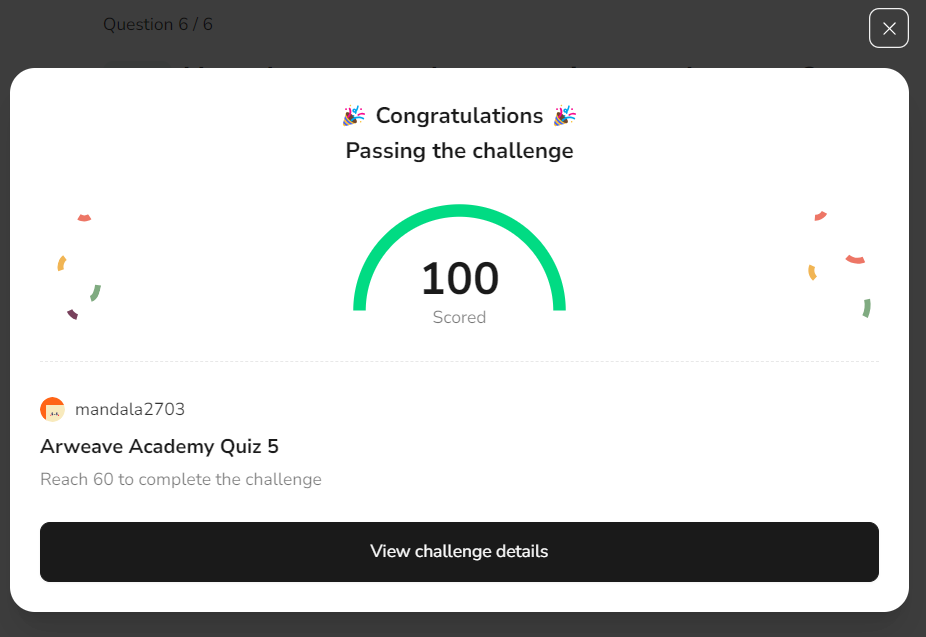 Question 6 / 6
🎉 Congratulations 🎉
Passing the challenge
100
Scored
mandala2703
Arweave Academy Quiz 5
Reach 60 to complete the challenge
View challenge details